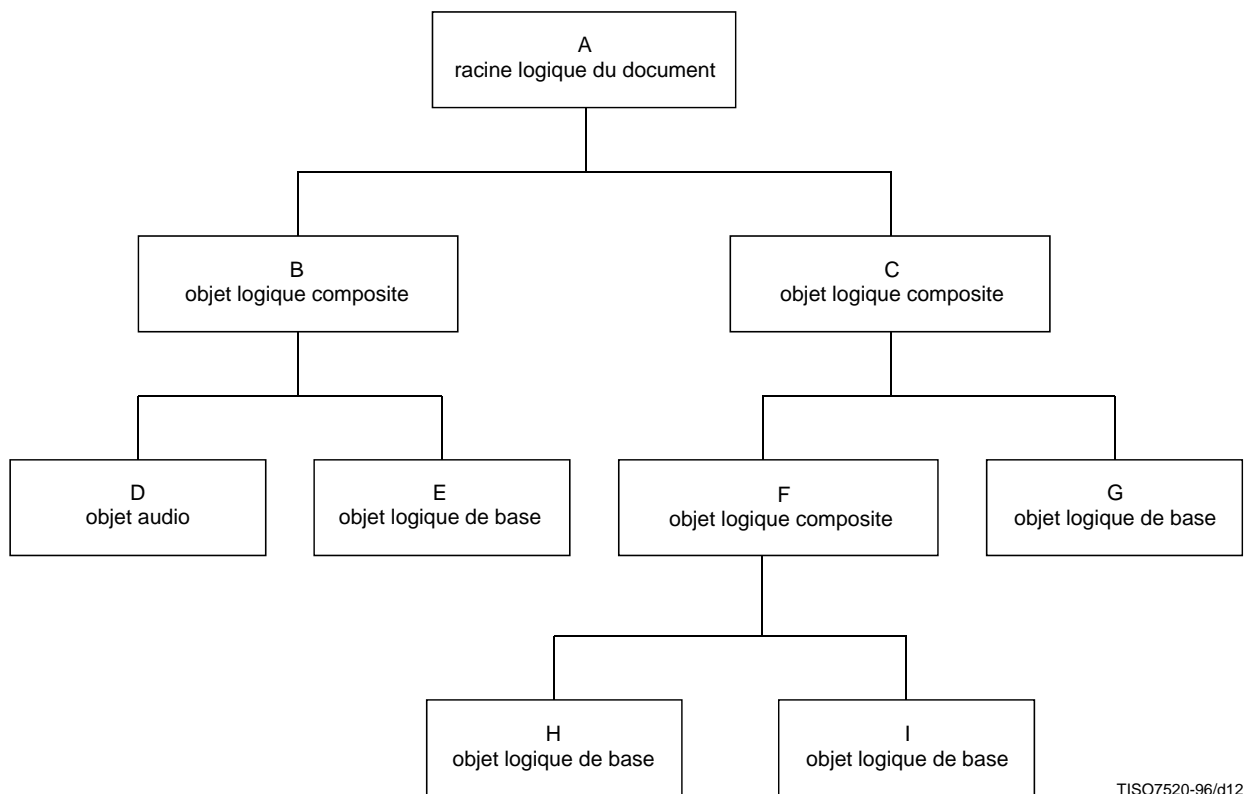 A
racine logique du document
B
objet logique composite
C
objet logique composite
D
objet audio
E
objet logique de base
F
objet logique composite
G
objet logique de base
H
objet logique de base
I
objet logique de base
TISO7520-96/d12